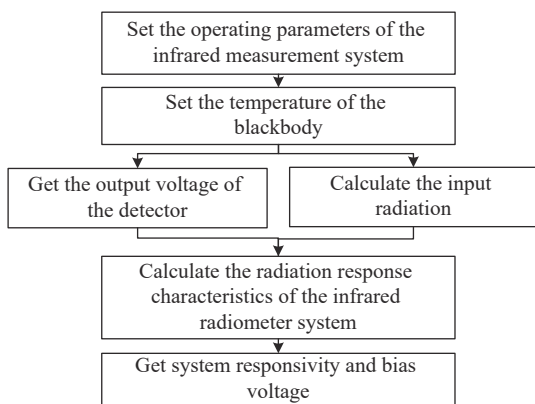 Set the operating parameters of the
infrared measurement system
Set the temperature of the
blackbody
Get the output voltage of
the detector
Calculate the input
radiation
Calculate the radiation response
characteristics of the infrared
radiometer system
Get system responsivity and bias
voltage